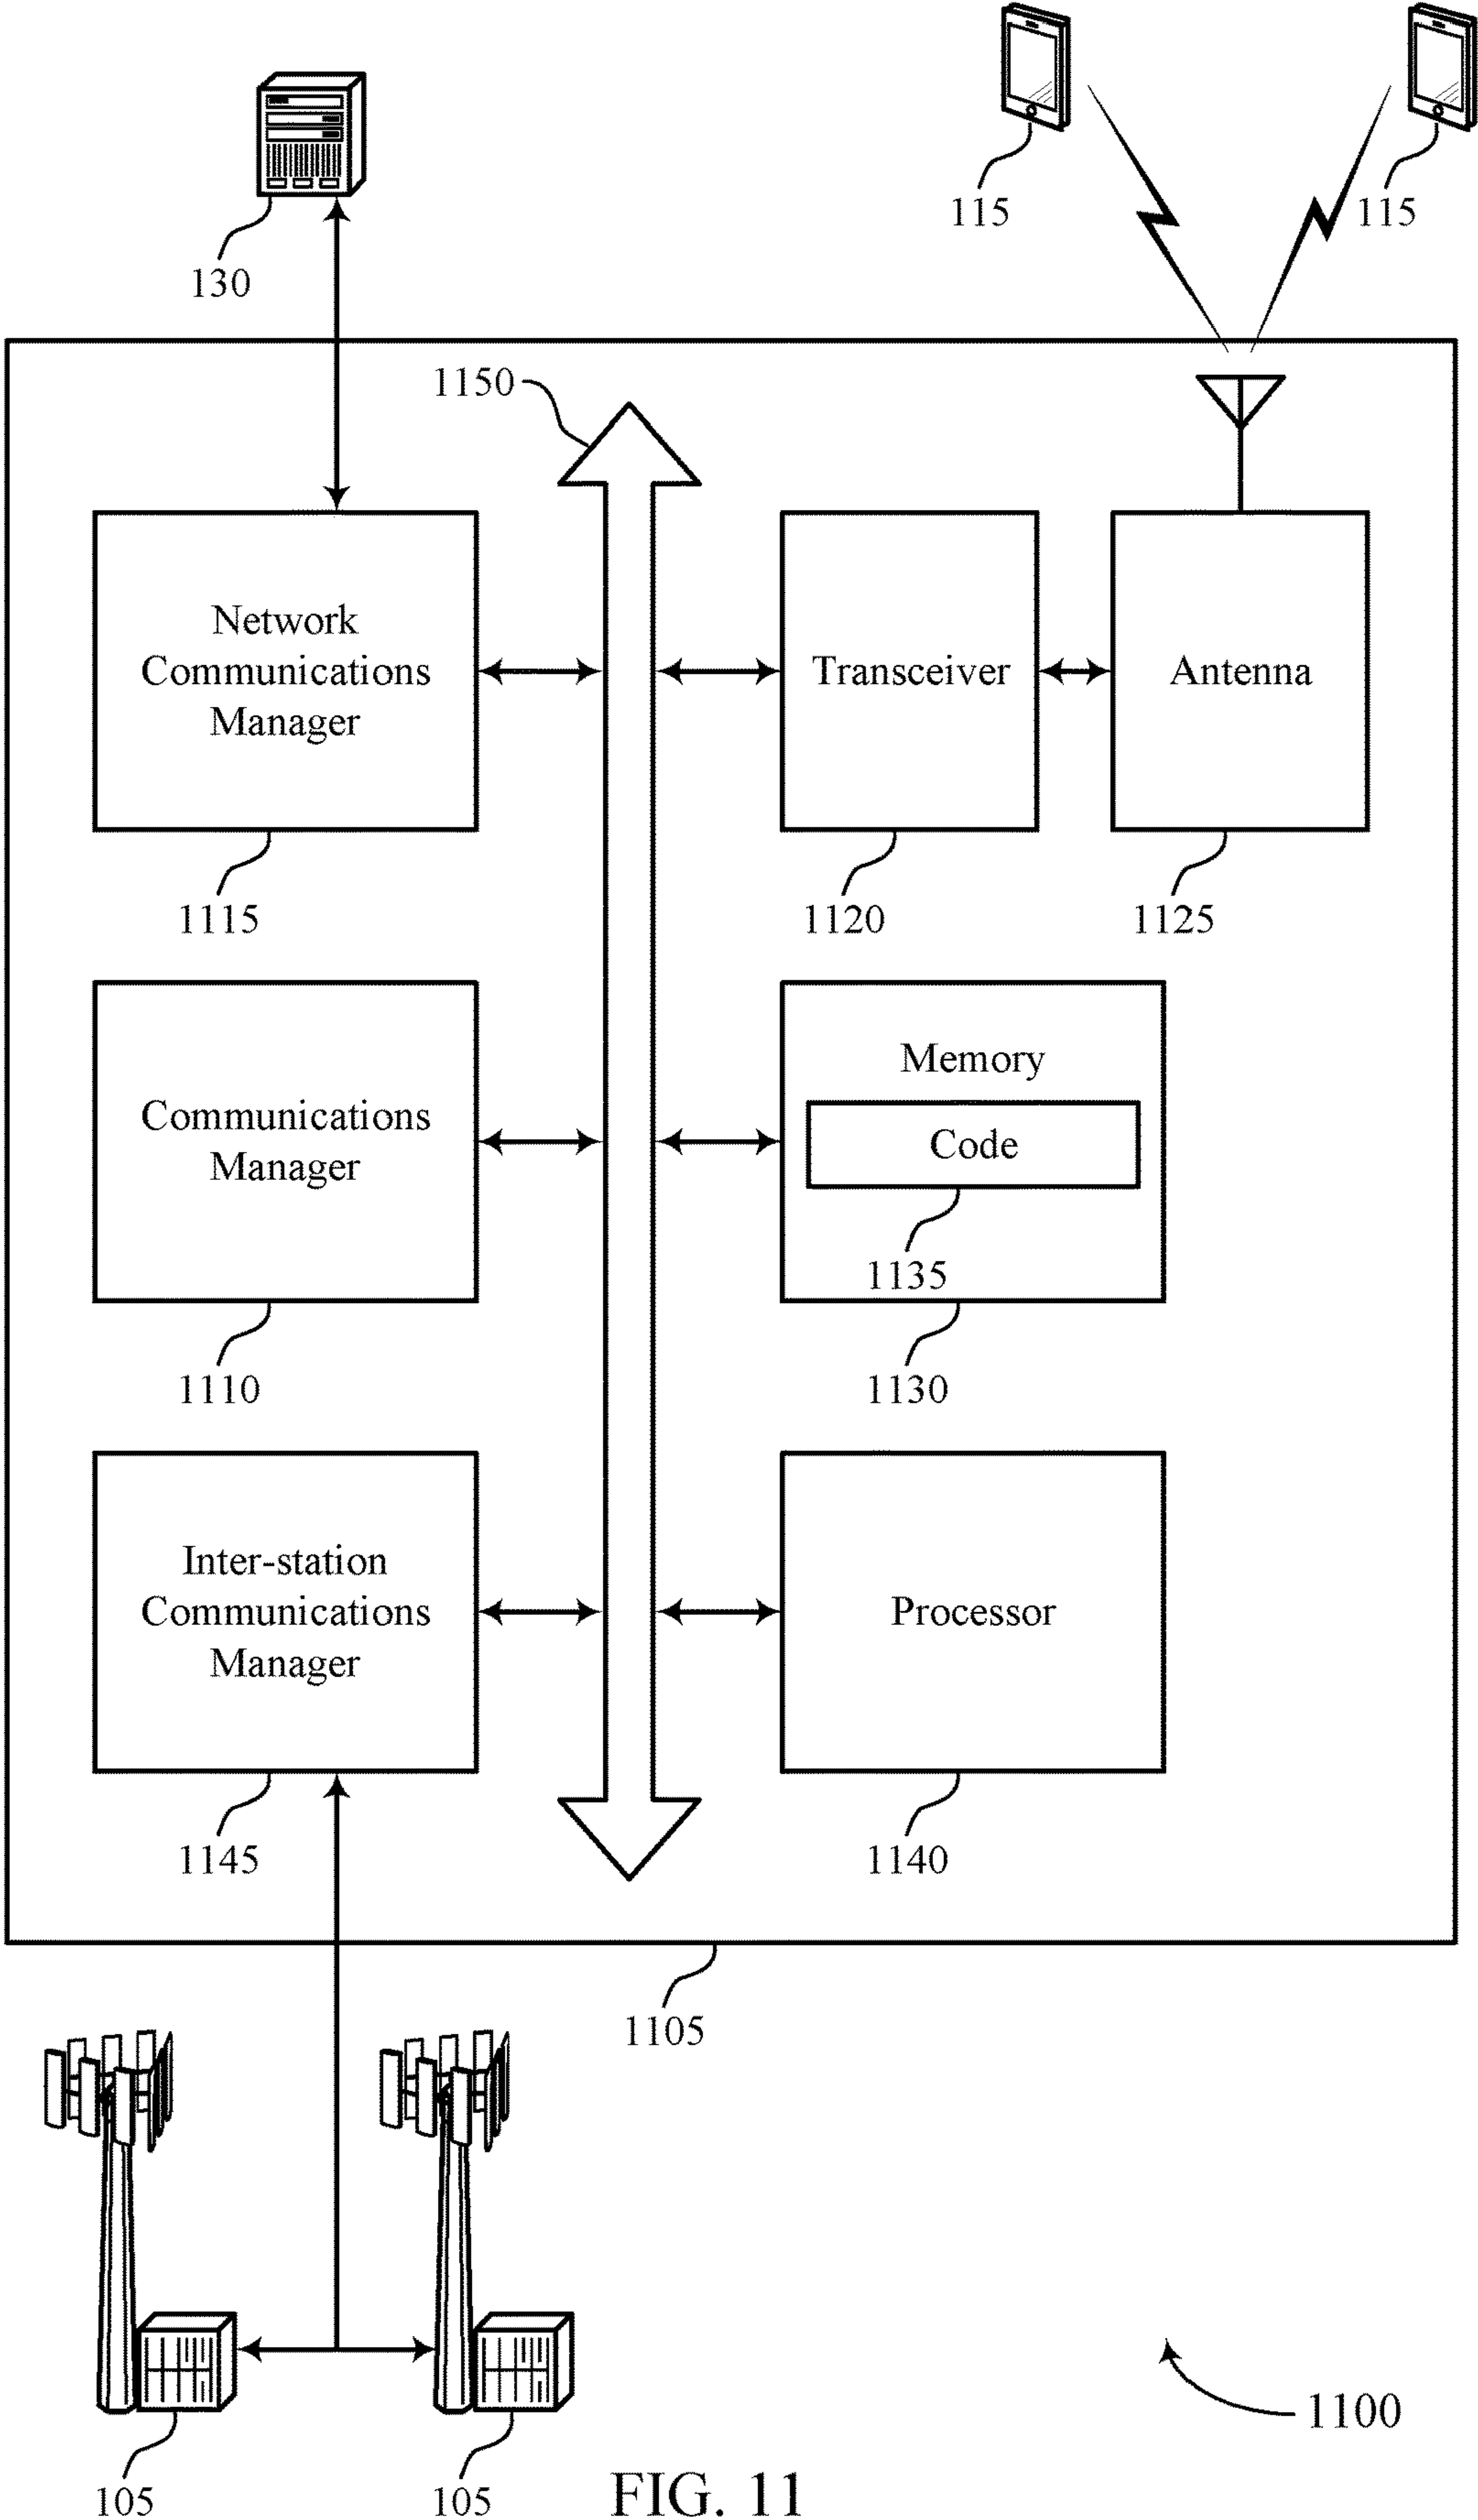 130
115
115
1150
Network
Communications
Manager
Transceiver
Antenna
1115
1120
1125
Communications
Manager
Memory
Code
1135
1110
1130
Inter-station
Communications
Manager
Processor
1145
1140
1105
1100
105
105
FIG. 11